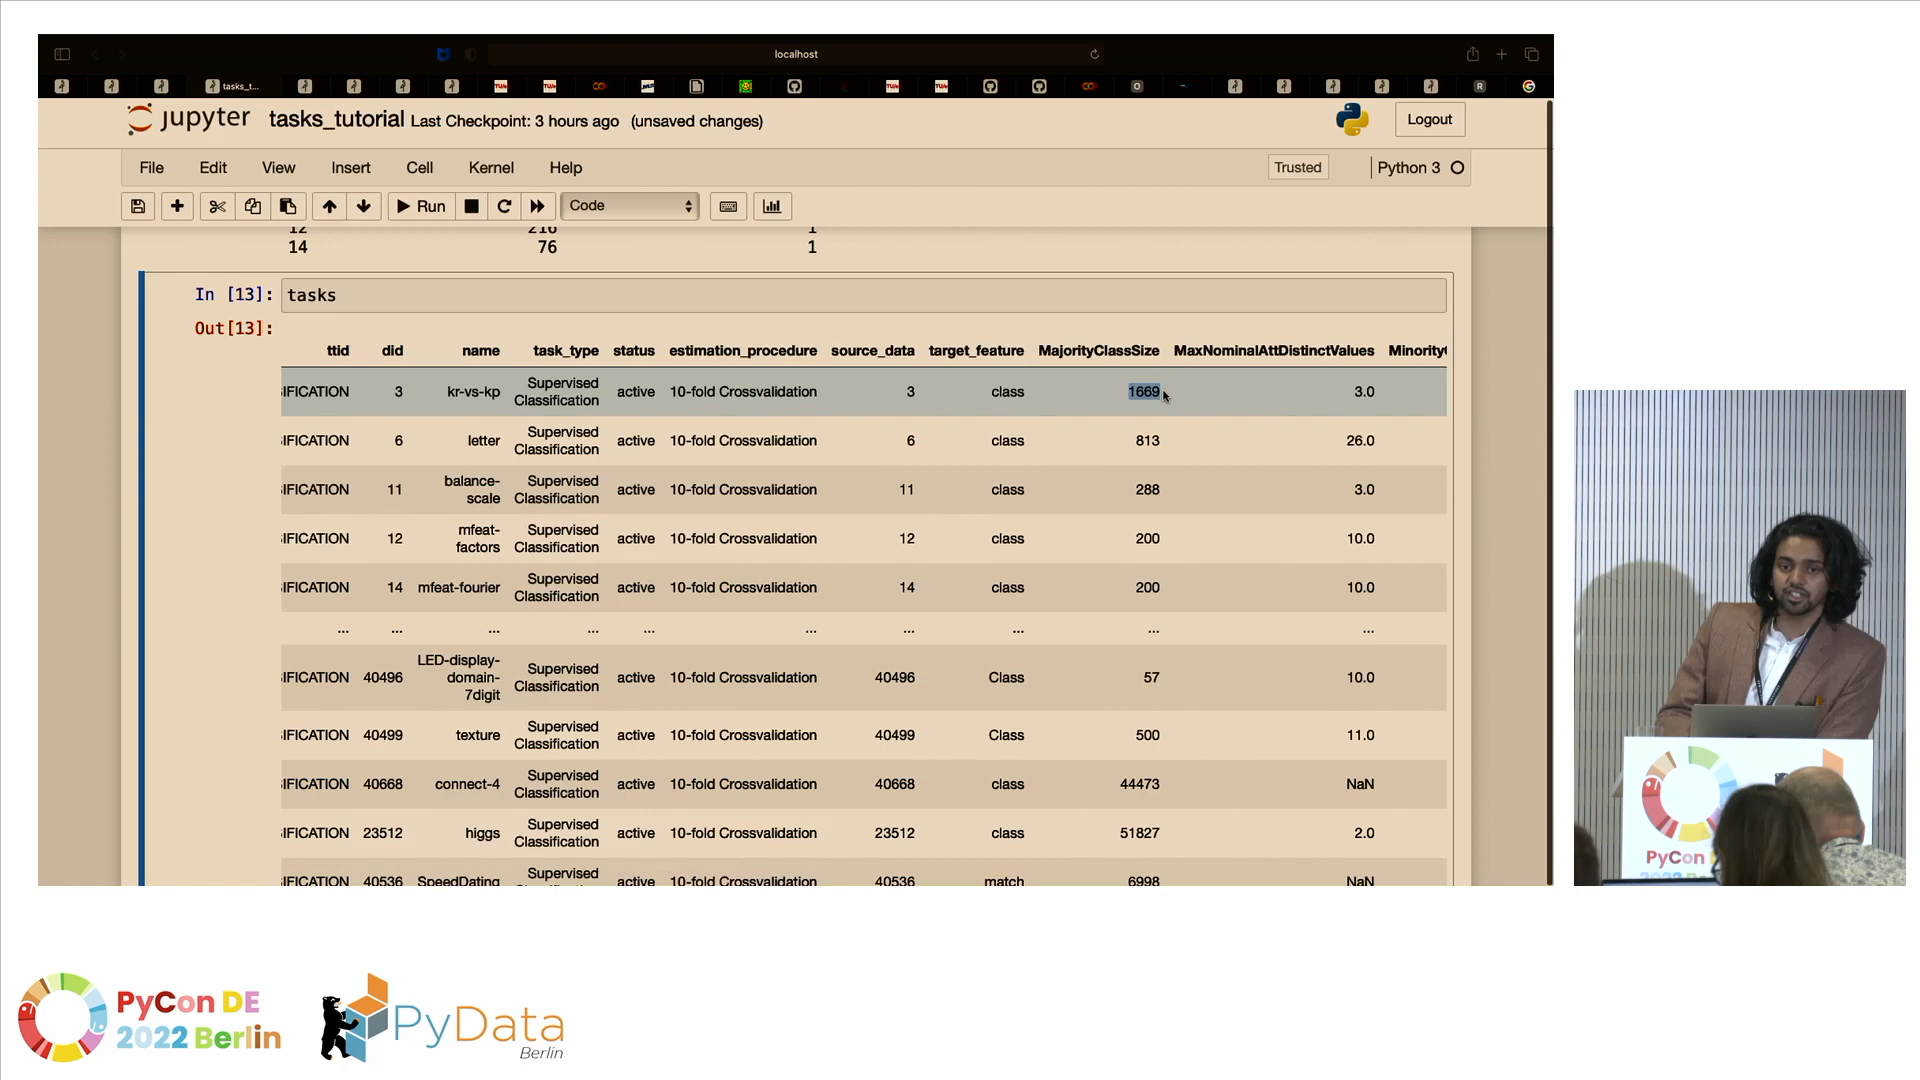 localhost
tasks_t...
jupyter tasks_tutorial Last Checkpoint: 3 hours ago (unsaved changes)
Logout
File Edit View Insert Cell Kernel Help
Trusted Python 3
Run Code
12 216 1
14 76 1
In [13]: tasks
Out[13]:
ttid did name task_type status estimation_procedure source_data target_feature MajorityClassSize MaxNominalAttDistinctValues Minority
IFICATION 3 kr-vs-kp Supervised Classification active 10-fold Crossvalidation 3 class 1669 3.0
IFICATION 6 letter Supervised Classification active 10-fold Crossvalidation 6 class 813 26.0
IFICATION 11 balance-scale Supervised Classification active 10-fold Crossvalidation 11 class 288 3.0
IFICATION 12 mfeat-factors Supervised Classification active 10-fold Crossvalidation 12 class 200 10.0
IFICATION 14 mfeat-fourier Supervised Classification active 10-fold Crossvalidation 14 class 200 10.0
... ... ... ... ... ... ... ... ... ...
IFICATION 40496 LED-display-domain-7digit Supervised Classification active 10-fold Crossvalidation 40496 Class 57 10.0
IFICATION 40499 texture Supervised Classification active 10-fold Crossvalidation 40499 Class 500 11.0
IFICATION 40668 connect-4 Supervised Classification active 10-fold Crossvalidation 40668 class 44473 NaN
IFICATION 23512 higgs Supervised Classification active 10-fold Crossvalidation 23512 class 51827 2.0
IFICATION 40536 SpeedDating Supervised active 10-fold Crossvalidation 40536 match 6998 NaN
PyCon
PyCon DE
2022 Berlin
PyData
Berlin